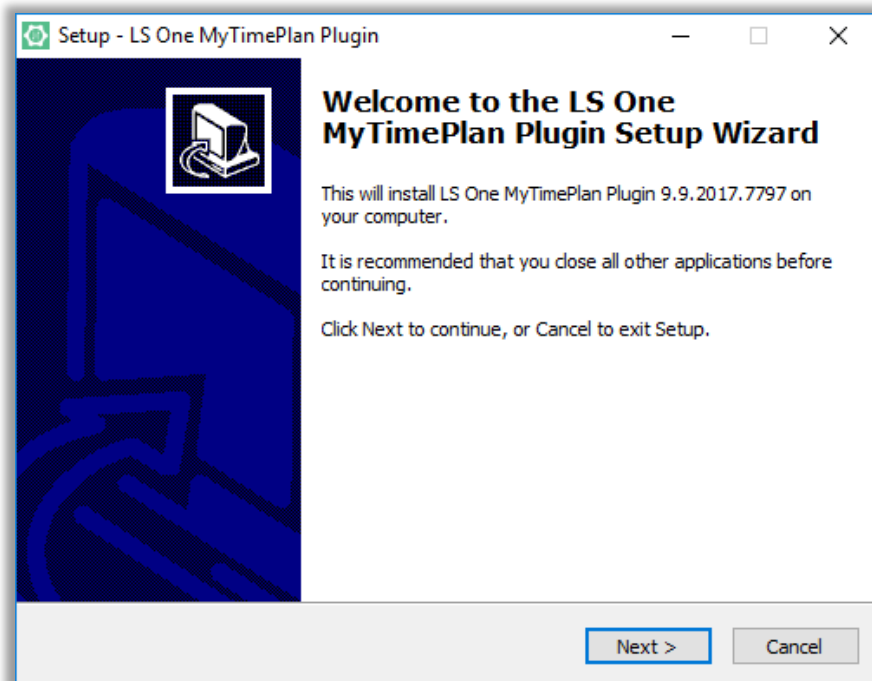 Setup - LS One MyTimePlan Plugin
Welcome to the LS One
MyTimePlan Plugin Setup Wizard
This will install LS One MyTimePlan Plugin 9.9.2017.7797 on
your computer.
It is recommended that you close all other applications before
continuing.
Click Next to continue, or Cancel to exit Setup.
Next >
Cancel